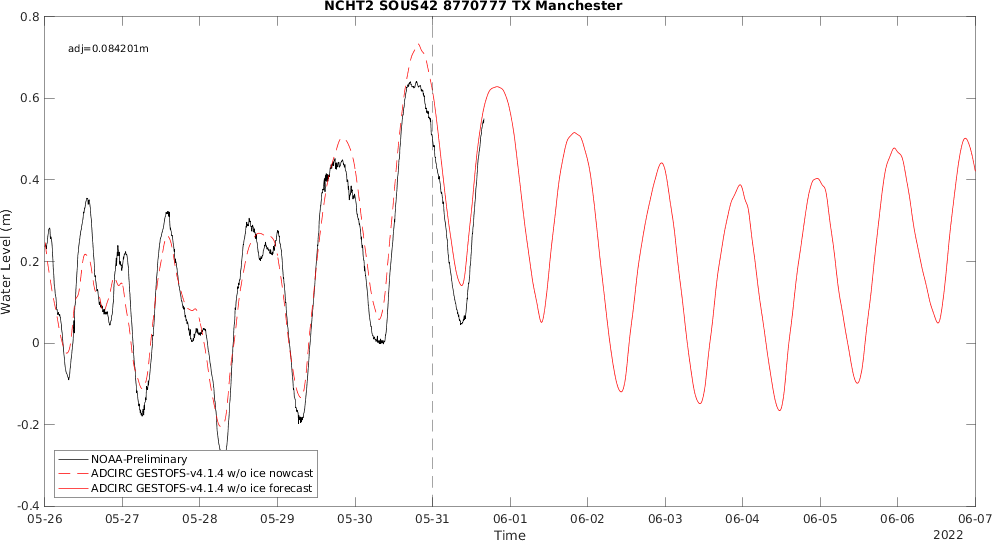 NCHT2 SOUS42 8770777 TX Manchester
adj=0.084201m
Water Level (m)
0.8
0.6
0.4
0.2
0
-0.2
-0.4
NOAA-Preliminary
ADCIRC GESTOFS-v4.1.4 w/o ice nowcast
ADCIRC GESTOFS-v4.1.4 w/o ice forecast
05-26 05-27 05-28 05-29 05-30 05-31 06-01 06-02 06-03 06-04 06-05 06-06 06-07
Time
2022